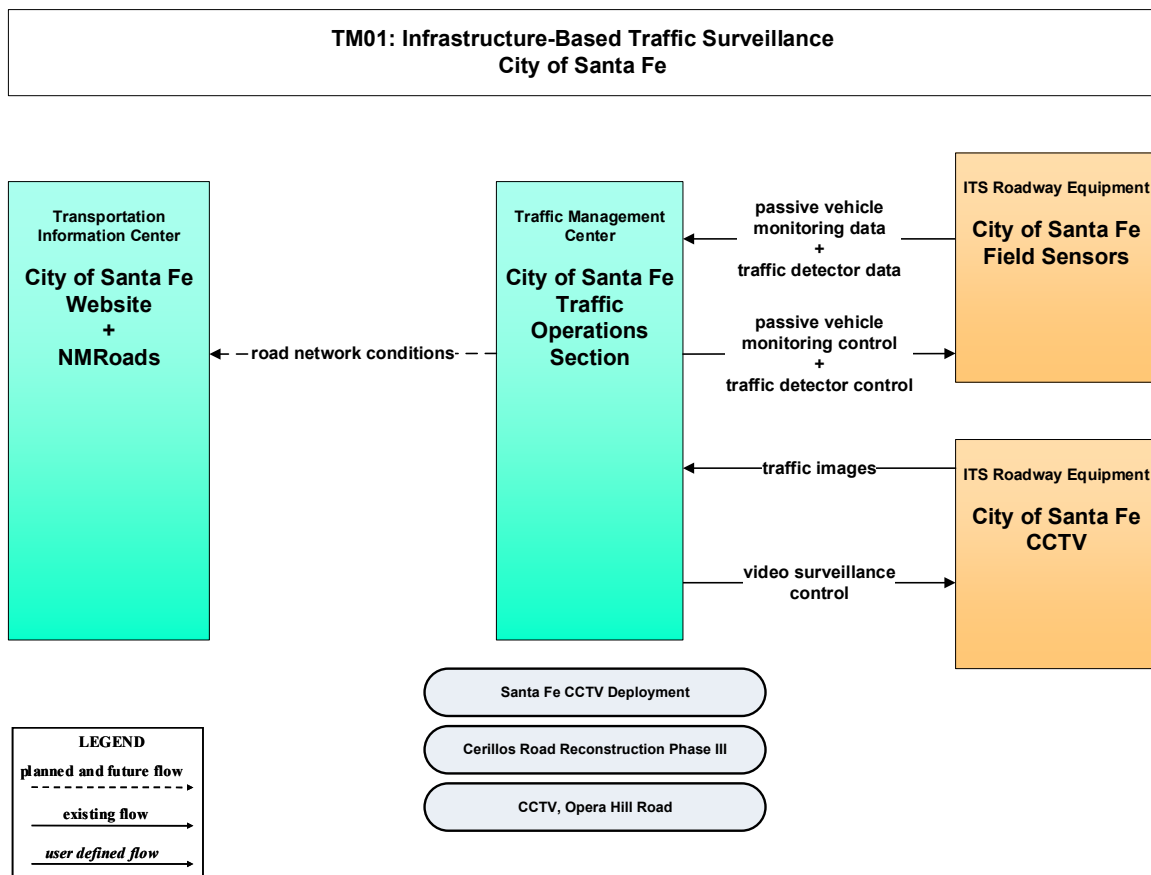 TM01: Infrastructure-Based Traffic Surveillance
City of Santa Fe
Transportation
Information Center
City of Santa Fe
Website
+
NMRoads
road network conditions
Traffic Management
Center
City of Santa Fe
Traffic
Operations
Section
passive vehicle
monitoring data
+
traffic detector data
passive vehicle
monitoring control
+
traffic detector control
traffic images
video surveillance
control
ITS Roadway Equipment
City of Santa Fe
Field Sensors
ITS Roadway Equipment
City of Santa Fe
CCTV
Santa Fe CCTV Deployment
Cerillos Road Reconstruction Phase III
CCTV, Opera Hill Road
LEGEND
planned and future flow
existing flow
user defined flow